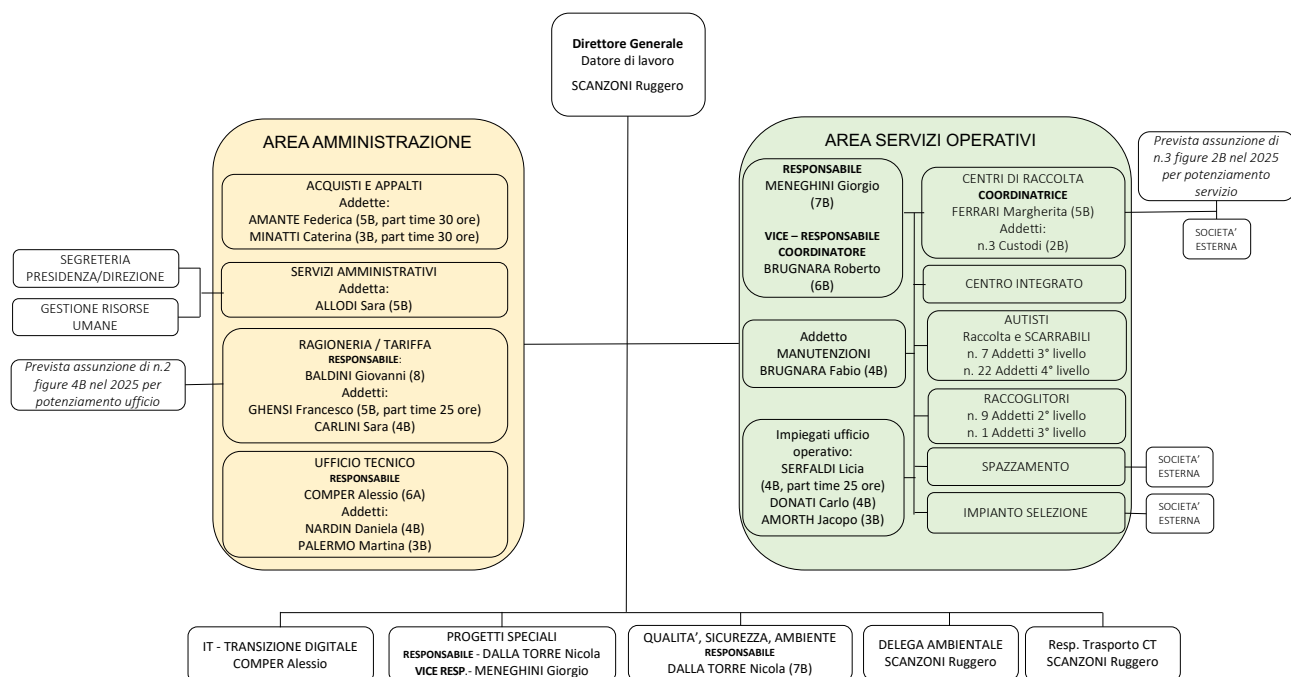 Direttore Generale
Datore di lavoro
SCANZONI Ruggero
AREA AMMINISTRAZIONE
ACQUISTI E APPALTI
Addette:
AMANTE Federica (5B, part time 30 ore)
MINATTI Caterina (3B, part time 30 ore)
SEGRETERIA
PRESIDENZA/DIREZIONE
GESTIONE RISORSE
UMANE
SERVIZI AMMINISTRATIVI
Addetta:
ALLODI Sara (5B)
Prevista assunzione di n.2
figure 4B nel 2025 per
potenziamento ufficio
RAGIONERIA / TARIFFA
RESPONSABILE:
BALDINI Giovanni (8)
Addetti:
GHENSI Francesco (5B, part time 25 ore)
CARLINI Sara (4B)
UFFICIO TECNICO
RESPONSABILE
COMPER Alessio (6A)
Addetti:
NARDIN Daniela (4B)
PALERMO Martina (3B)
AREA SERVIZI OPERATIVI
RESPONSABILE
MENEGHINI Giorgio
(7B)
VICE – RESPONSABILE
COORDINATORE
BRUGNARA Roberto
(6B)
Addetto
MANUTENZIONI
BRUGNARA Fabio (4B)
Impiegati ufficio
operativo:
SERFALDI Licia
(4B, part time 25 ore)
DONATI Carlo (4B)
AMORTH Jacopo (3B)
CENTRI DI RACCOLTA
COORDINATRICE
FERRARI Margherita (5B)
Addetti:
n.3 Custodi (2B)
CENTRO INTEGRATO
AUTISTI
Raccolta e SCARRABILI
n. 7 Addetti 3° livello
n. 22 Addetti 4° livello
RACCOGLITORI
n. 9 Addetti 2° livello
n. 1 Addetti 3° livello
SPAZZAMENTO
IMPIANTO SELEZIONE
Prevista assunzione di
n.3 figure 2B nel 2025
per potenziamento
servizio
SOCIETA'
ESTERNA
SOCIETA'
ESTERNA
SOCIETA'
ESTERNA
IT - TRANSIZIONE DIGITALE
COMPER Alessio
PROGETTI SPECIALI
RESPONSABILE - DALLA TORRE Nicola
VICE RESP.- MENEGHINI Giorgio
QUALITA', SICUREZZA, AMBIENTE
RESPONSABILE
DALLA TORRE Nicola (7B)
DELEGA AMBIENTALE
SCANZONI Ruggero
Resp. Trasporto CT
SCANZONI Ruggero